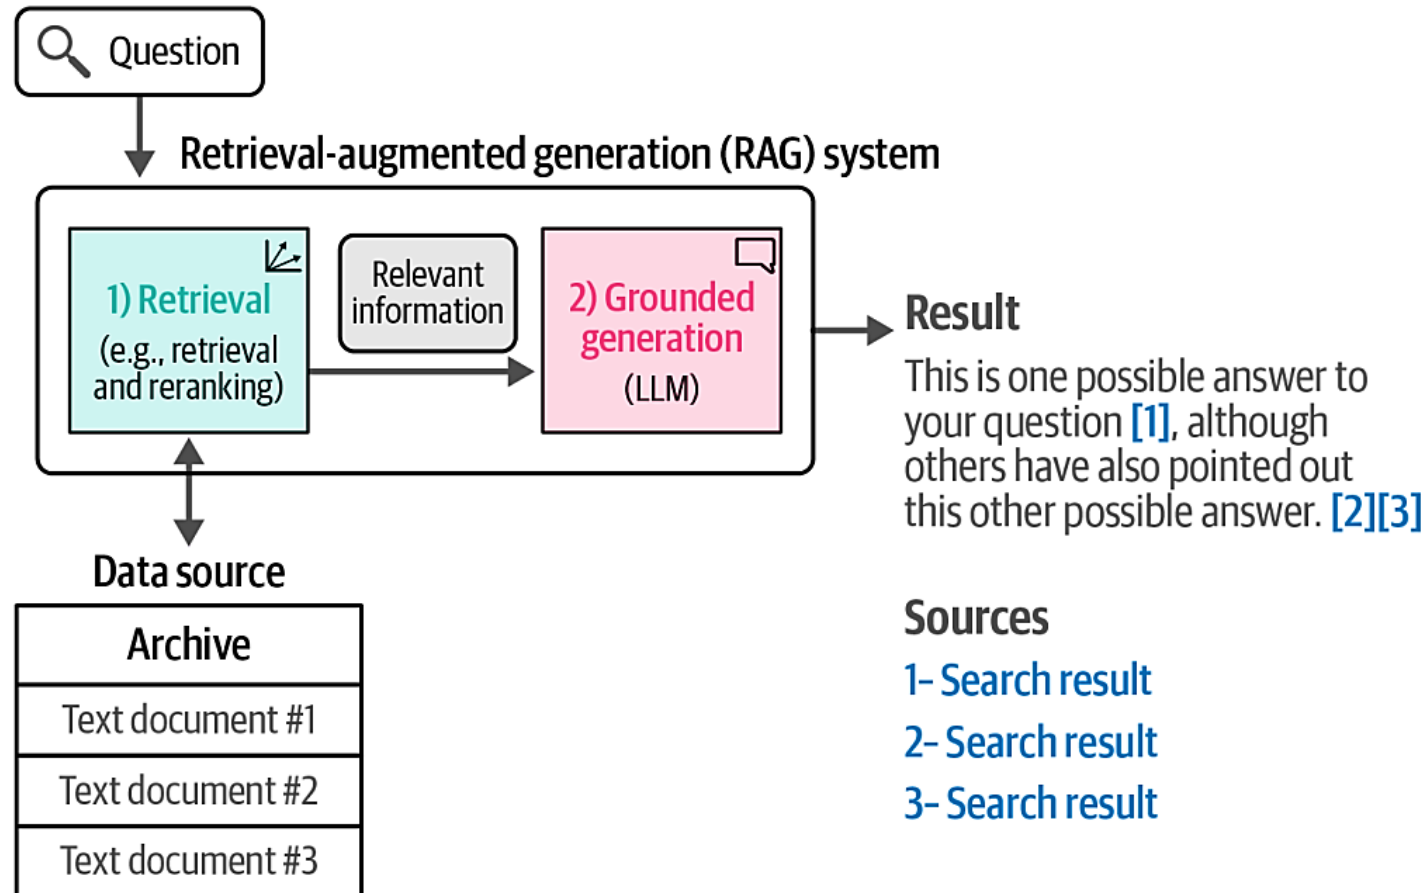 Question
Retrieval-augmented generation (RAG) system
1) Retrieval
(e.g., retrieval
and reranking)
Relevant
information
2) Grounded
generation
(LLM)
Result
This is one possible answer to
your question [1], although
others have also pointed out
this other possible answer. [2][3]
Sources
1– Search result
2– Search result
3– Search result
Data source
Archive
Text document #1
Text document #2
Text document #3